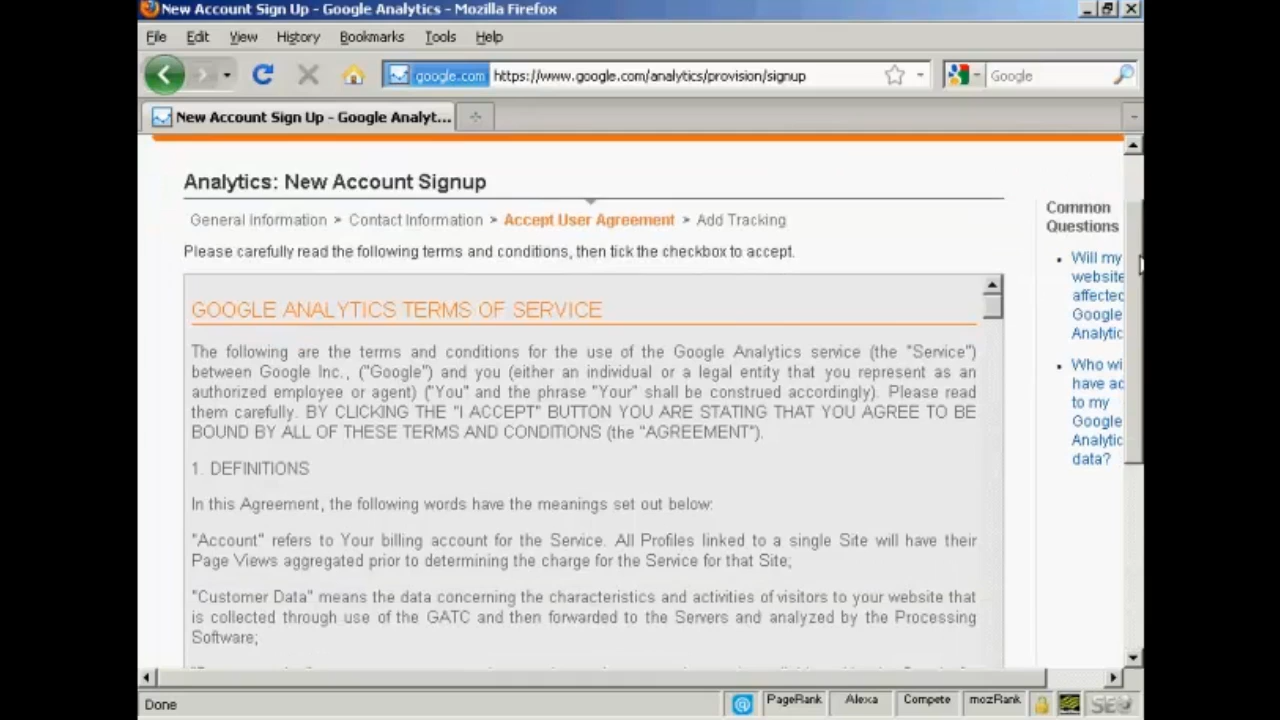 New Account Sign Up - Google Analytics - Mozilla Firefox
File Edit View History Bookmarks Tools Help
google.com https://www.google.com/analytics/provision/signup Google
New Account Sign Up - Google Analyt...
Analytics: New Account Signup
General Information > Contact Information > Accept User Agreement > Add Tracking
Please carefully read the following terms and conditions, then tick the checkbox to accept.
GOOGLE ANALYTICS TERMS OF SERVICE
The following are the terms and conditions for the use of the Google Analytics service (the "Service")
between Google Inc., ("Google") and you (either an individual or a legal entity that you represent as an
authorized employee or agent) ("You" and the phrase "Your" shall be construed accordingly). Please read
them carefully. BY CLICKING THE "I ACCEPT" BUTTON YOU ARE STATING THAT YOU AGREE TO BE
BOUND BY ALL OF THESE TERMS AND CONDITIONS (the "AGREEMENT").
1. DEFINITIONS
In this Agreement, the following words have the meanings set out below:
"Account" refers to Your billing account for the Service. All Profiles linked to a single Site will have their
Page Views aggregated prior to determining the charge for the Service for that Site;
"Customer Data" means the data concerning the characteristics and activities of visitors to your website that
is collected through use of the GATC and then forwarded to the Servers and analyzed by the Processing
Software;
Common
Questions
Will my
website
affected
Google
Analytic
Who wi
have ac
to my
Google
Analytic
data?
Done PageRank Alexa Compete mozRank SEO